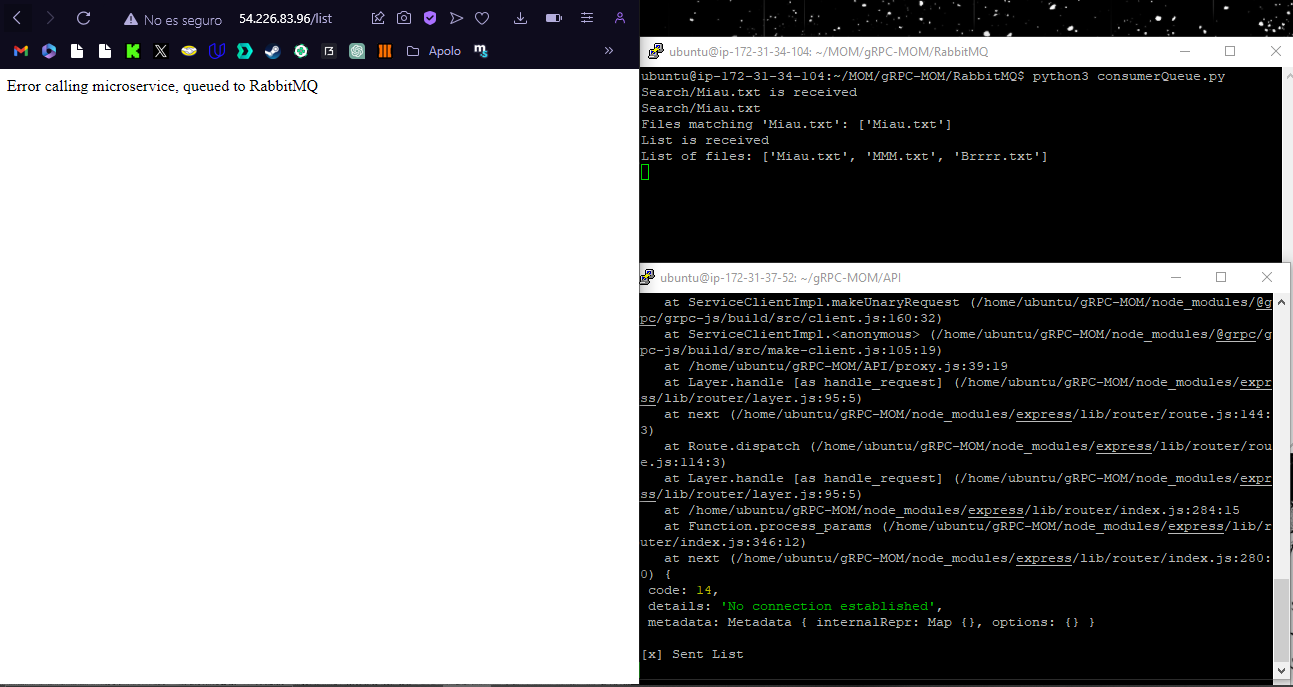 No es seguro 54.226.83.96/list
Apolo
»
Error calling microservice, queued to RabbitMQ
ubuntu@ip-172-31-34-104: ~/MOM/gRPC-MOM/RabbitMQ
ubuntu@ip-172-31-34-104:~/MOM/gRPC-MOM/RabbitMQ$ python3 consumerQueue.py
Search/Miau.txt is received
Search/Miau.txt
Files matching 'Miau.txt': ['Miau.txt']
List is received
List of files: ['Miau.txt', 'MMM.txt', 'Brrrr.txt']
ubuntu@ip-172-31-37-52: ~/gRPC-MOM/API
at ServiceClientImpl.makeUnaryRequest (/home/ubuntu/gRPC-MOM/node_modules/@g
pc/grpc-js/build/src/client.js:160:32)
at ServiceClientImpl.<anonymous> (/home/ubuntu/gRPC-MOM/node_modules/@grpc/g
pc-js/build/src/make-client.js:105:19)
at /home/ubuntu/gRPC-MOM/API/proxy.js:39:19
at Layer.handle [as handle_request] (/home/ubuntu/gRPC-MOM/node_modules/expr
ss/lib/router/layer.js:95:5)
at next (/home/ubuntu/gRPC-MOM/node_modules/express/lib/router/route.js:144:
3)
at Route.dispatch (/home/ubuntu/gRPC-MOM/node_modules/express/lib/router/rou
e.js:114:3)
at Layer.handle [as handle_request] (/home/ubuntu/gRPC-MOM/node_modules/expr
ss/lib/router/layer.js:95:5)
at /home/ubuntu/gRPC-MOM/node_modules/express/lib/router/index.js:284:15
at Function.process_params (/home/ubuntu/gRPC-MOM/node_modules/express/lib/r
uter/index.js:346:12)
at next (/home/ubuntu/gRPC-MOM/node_modules/express/lib/router/index.js:280:
0) {
code: 14,
details: 'No connection established',
metadata: Metadata { internalRepr: Map {}, options: {} }
[x] Sent List